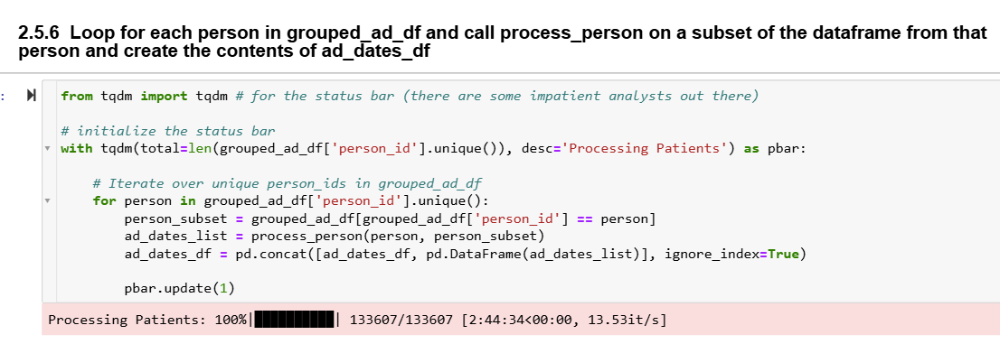 2.5.6 Loop for each person in grouped_ad_df and call process_person on a subset of the dataframe from that
person and create the contents of ad_dates_df
:
from tqdm import tqdm # for the status bar (there are some impatient analysts out there)
# initialize the status bar
with tqdm(total=len(grouped_ad_df['person_id'].unique()), desc='Processing Patients') as pbar:
# Iterate over unique person_ids in grouped_ad_df
for person in grouped_ad_df['person_id'].unique():
person_subset = grouped_ad_df[grouped_ad_df['person_id'] == person]
ad_dates_list = process_person(person, person_subset)
ad_dates_df = pd.concat([ad_dates_df, pd.DataFrame(ad_dates_list)], ignore_index=True)
pbar.update(1)
Processing Patients: 100%|██████████| 133607/133607 [2:44:34<00:00, 13.53it/s]